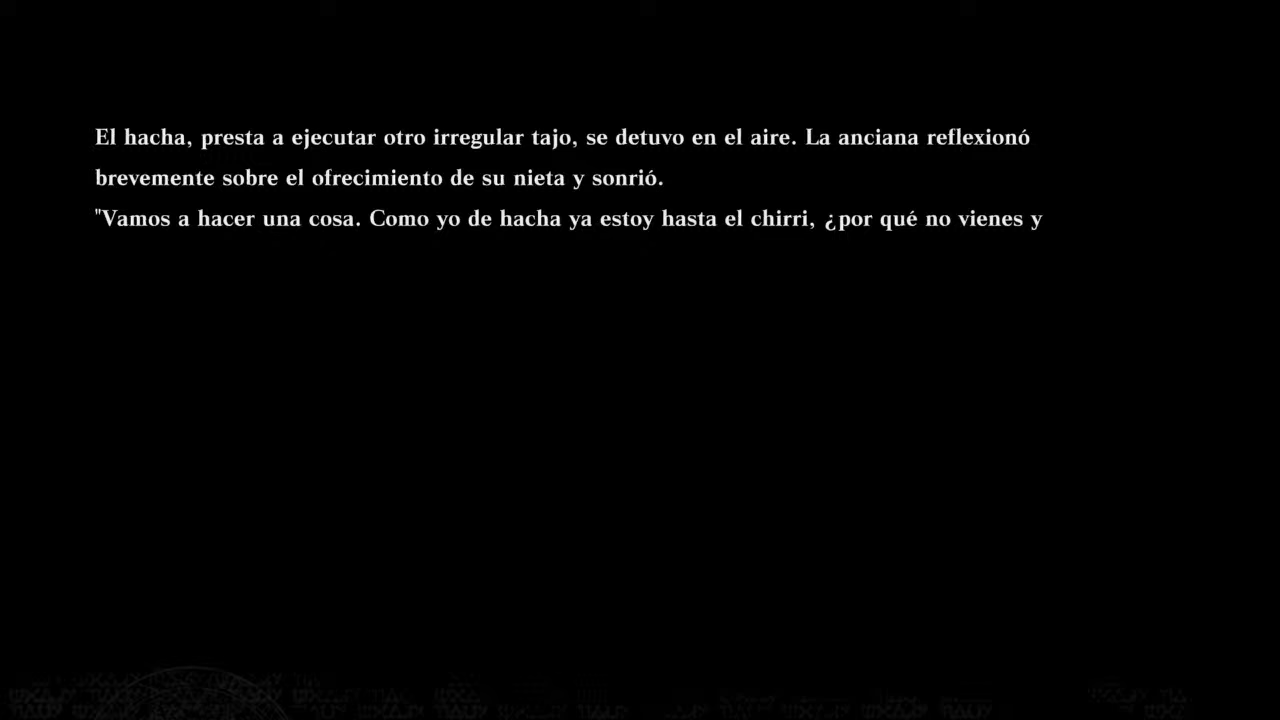 El hacha, presta a ejecutar otro irregular tajo, se detuvo en el aire. La anciana reflexionó
brevemente sobre el ofrecimiento de su nieta y sonrió.
"Vamos a hacer una cosa. Como yo de hacha ya estoy hasta el chirri, ¿por qué no vienes y